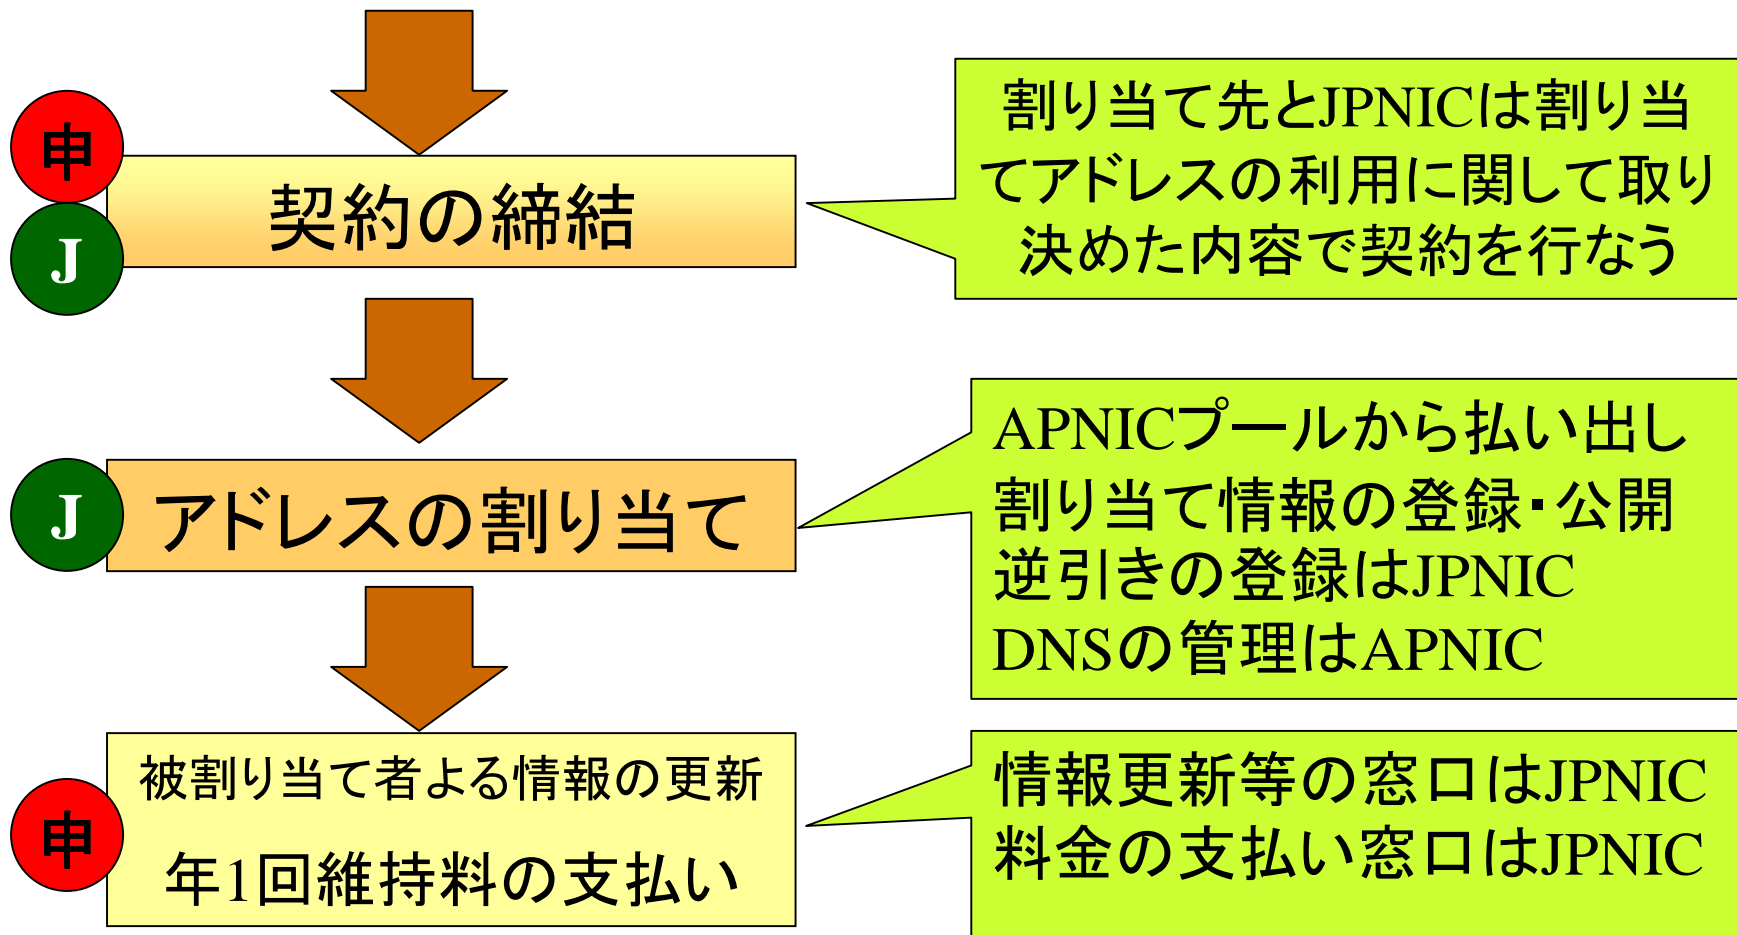 申
J
契約の締結
割り当て先とJPNICは割り当
てアドレスの利用に関して取り
決めた内容で契約を行なう
J
アドレスの割り当て
APNICプールから払い出し
割り当て情報の登録・公開
逆引きの登録はJPNIC
DNSの管理はAPNIC
申
被割り当て者よる情報の更新
年1回維持料の支払い
情報更新等の窓口はJPNIC
料金の支払い窓口はJPNIC